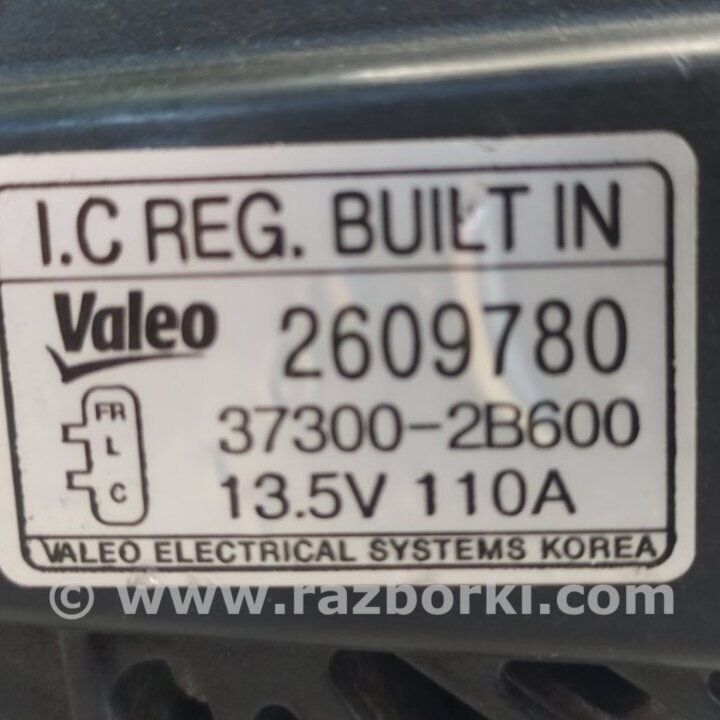 I.C REG. BUILT IN
Valeo 2609780
FR
L 37300-2B600
C 13.5V 110A
VALEO ELECTRICAL SYSTEMS KOREA
© www.razborki.com